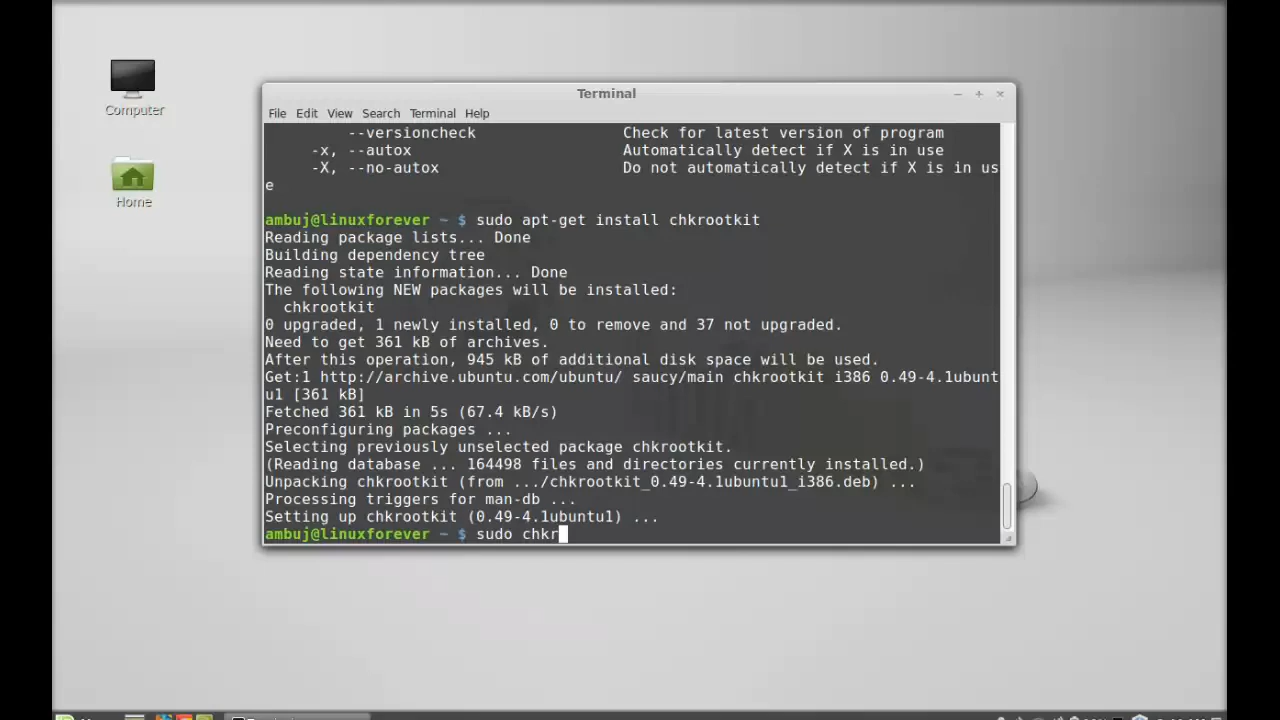 Computer
Home
Terminal
File Edit View Search Terminal Help
--versioncheck Check for latest version of program
-x, --autox Automatically detect if X is in use
-X, --no-autox Do not automatically detect if X is in us
e
ambuj@linuxforever ~ $ sudo apt-get install chkrootkit
Reading package lists... Done
Building dependency tree
Reading state information... Done
The following NEW packages will be installed:
chkrootkit
0 upgraded, 1 newly installed, 0 to remove and 37 not upgraded.
Need to get 361 kB of archives.
After this operation, 945 kB of additional disk space will be used.
Get:1 http://archive.ubuntu.com/ubuntu/ saucy/main chkrootkit i386 0.49-4.1ubunt
u1 [361 kB]
Fetched 361 kB in 5s (67.4 kB/s)
Preconfiguring packages ...
Selecting previously unselected package chkrootkit.
(Reading database ... 164498 files and directories currently installed.)
Unpacking chkrootkit (from .../chkrootkit_0.49-4.1ubuntu1_i386.deb) ...
Processing triggers for man-db ...
Setting up chkrootkit (0.49-4.1ubuntu1) ...
ambuj@linuxforever ~ $ sudo chkr